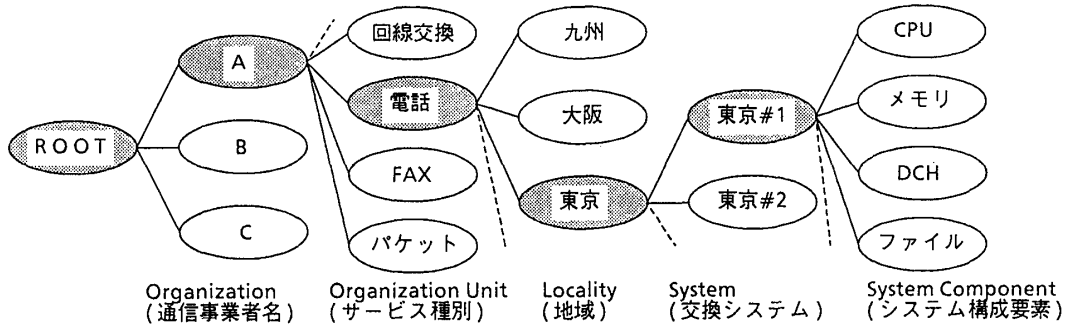 ROOT
A
B
C
回線交換
電話
FAX
パケット
九州
大阪
東京
東京#1
東京#2
CPU
メモリ
DCH
ファイル
Organization
(通信事業者名)
Organization Unit
(サービス種別)
Locality
(地域)
System
(交換システム)
System Component
(システム構成要素)